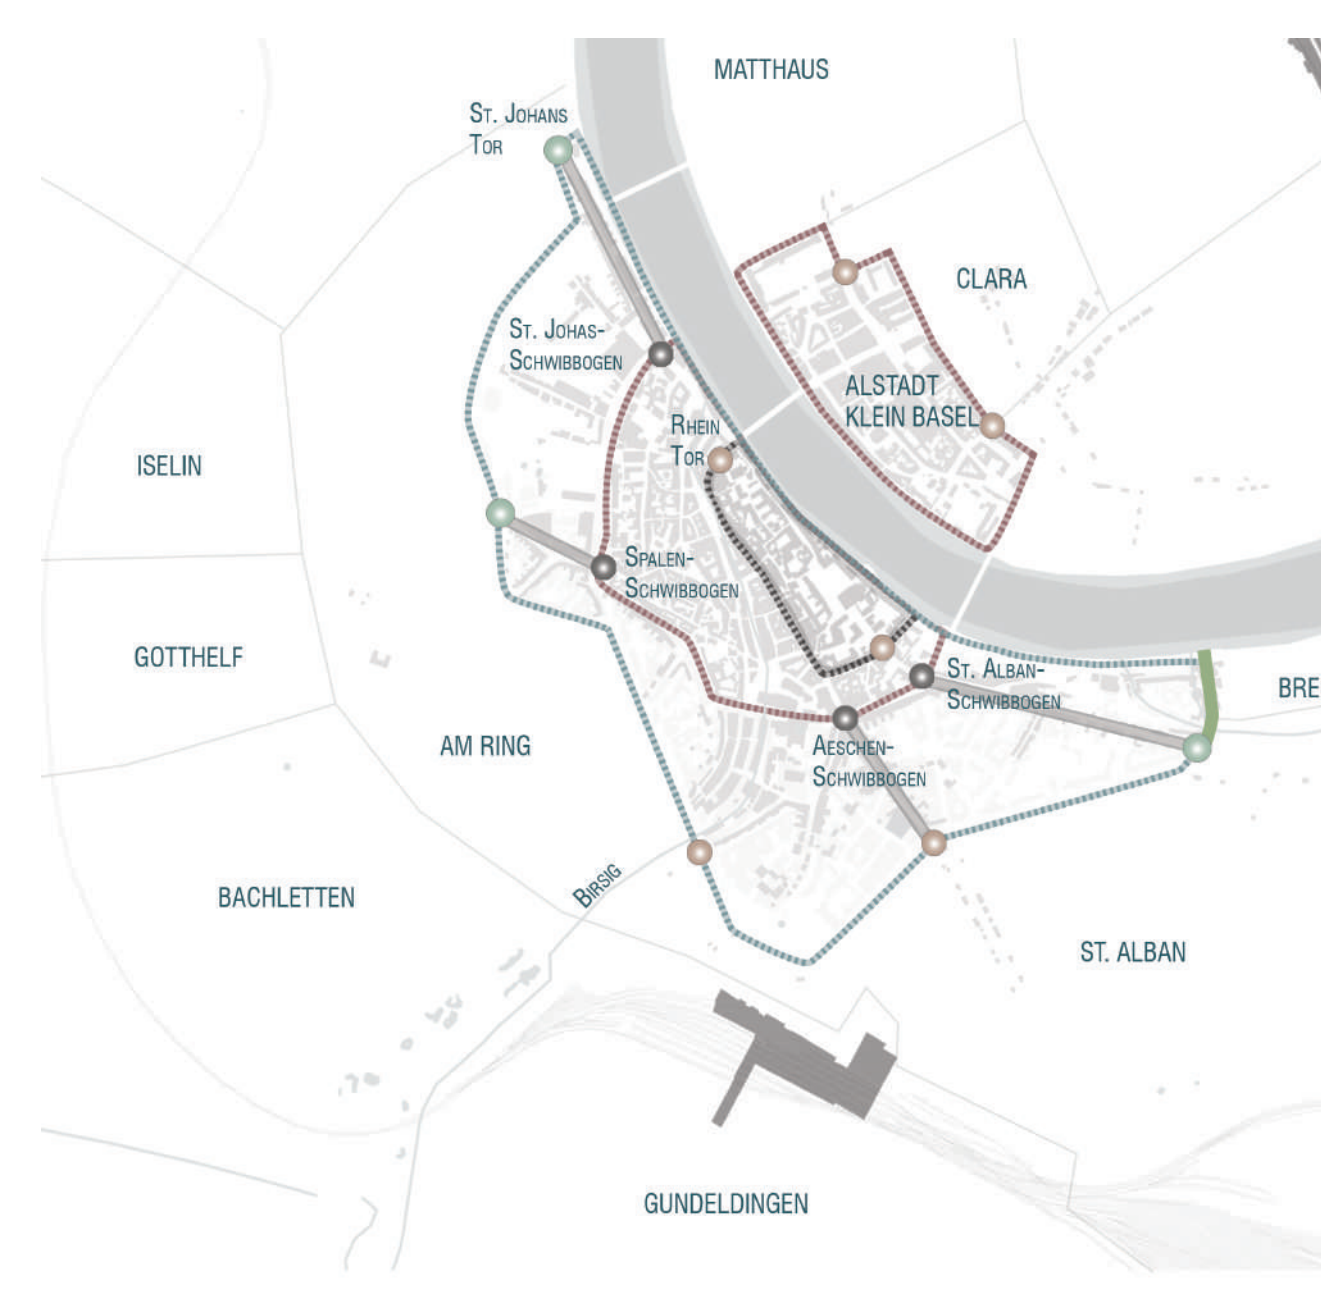 MATTHAUS
ST. JOHANS
TOR
CLARA
ST. JOHAS-
SCHWIBBOGEN
ALSTADT
KLEIN BASEL
RHEIN
TOR
ISELIN
SPALEN-
SCHWIBBOGEN
GOTTHELF
ST. ALBAN-
SCHWIBBOGEN
BRE
AM RING
AESCHEN-
SCHWIBBOGEN
BIRSIG
BACHLETTEN
ST. ALBAN
GUNDELDINGEN